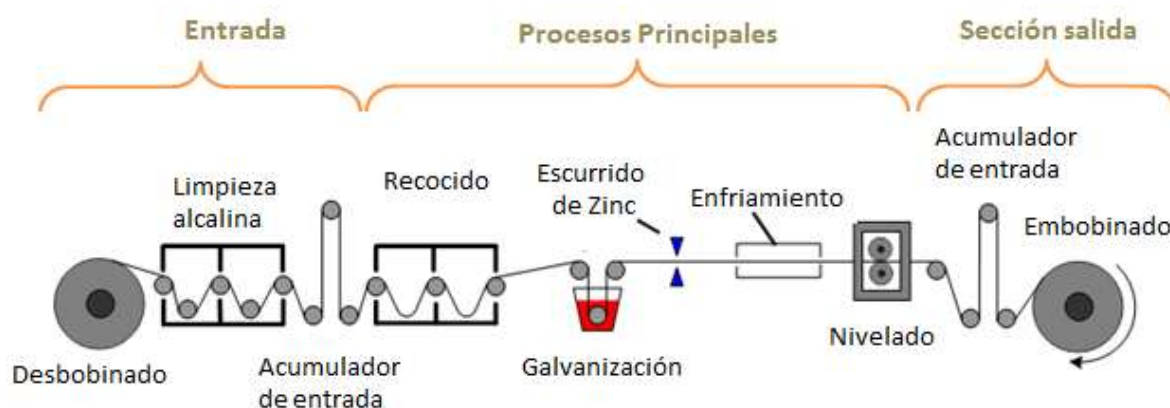 Entrada
Procesos Principales
Sección salida
Limpieza
alcalina
Recocido
Escurrido
de Zinc
Enfriamiento
Acumulador
de entrada
Embobinado
Desbobinado
Acumulador
de entrada
Galvanización
Nivelado